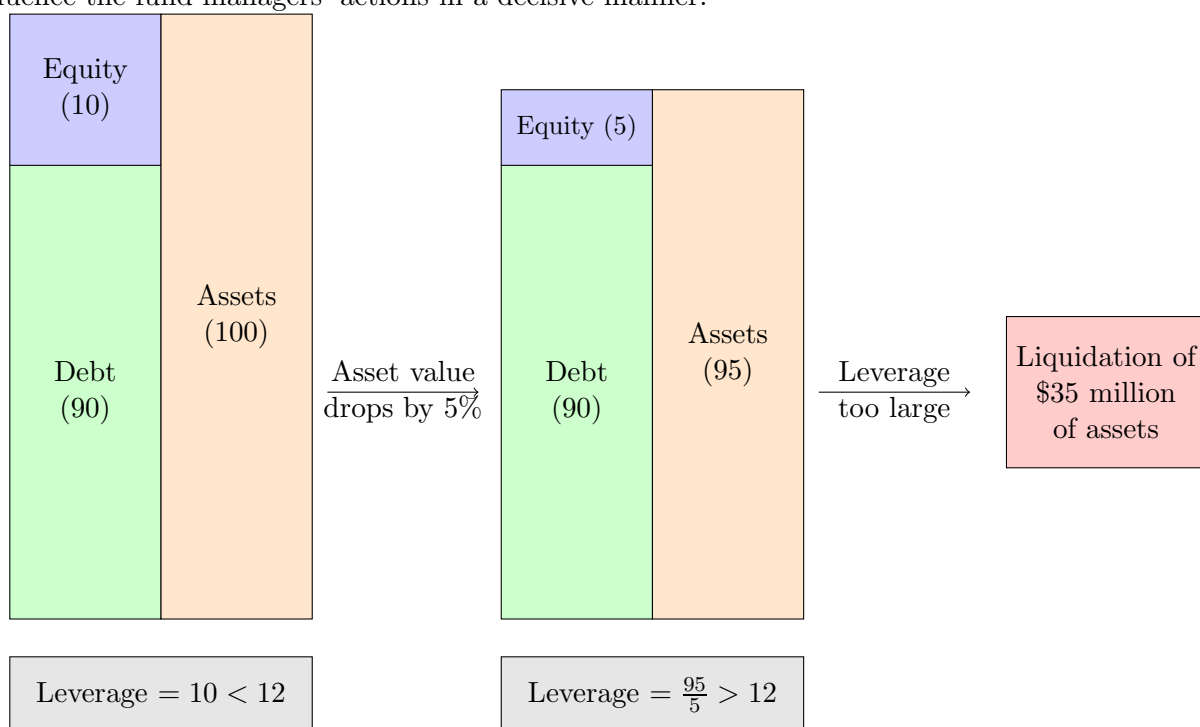 fluence the fund managers' actions in a decisive manner.
Equity
(10)
Debt
(90)
Assets
(100)
Asset value
drops by 5%
Equity (5)
Debt
(90)
Assets
(95)
Leverage
too large
Liquidation of
$35 million
of assets
Leverage = 10 < 12
Leverage = 95/5 > 12